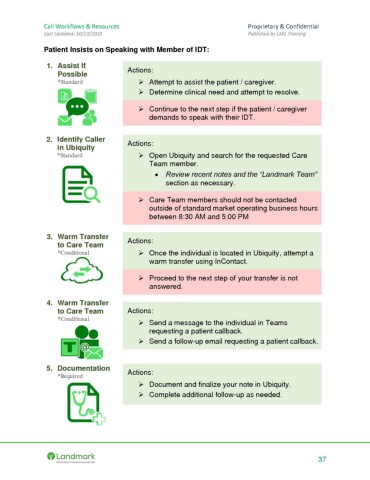 Call Workflows & Resources
Proprietary & Confidential
Last Updated: 10/23/2020
Published by LMS Training
Patient Insists on Speaking with Member of IDT:
1. Assist If
Possible
*Standard
Actions:
➢ Attempt to assist the patient / caregiver.
➢ Determine clinical need and attempt to resolve.
➢ Continue to the next step if the patient / caregiver
demands to speak with their IDT.
2. Identify Caller
in Ubiquity
*Standard
Actions:
➢ Open Ubiquity and search for the requested Care
Team member.
• Review recent notes and the “Landmark Team”
section as necessary.
➢ Care Team members should not be contacted
outside of standard market operating business hours
between 8:30 AM and 5:00 PM
3. Warm Transfer
to Care Team
*Conditional
Actions:
➢ Once the individual is located in Ubiquity, attempt a
warm transfer using InContact.
➢ Proceed to the next step of your transfer is not
answered.
4. Warm Transfer
to Care Team
*Conditional
Actions:
➢ Send a message to the individual in Teams
requesting a patient callback.
➢ Send a follow-up email requesting a patient callback.
5. Documentation
*Required
Actions:
➢ Document and finalize your note in Ubiquity.
➢ Complete additional follow-up as needed.
Landmark
37